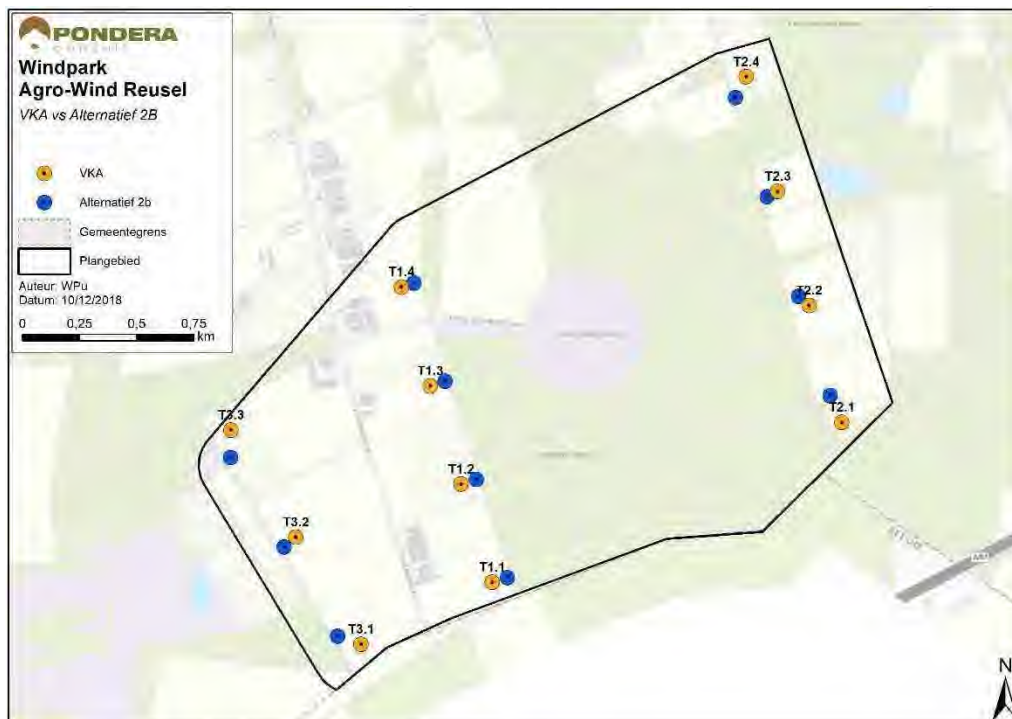 PONDERA
CONSULT
Windpark
Agro-Wind Reusel
VKA vs Alternatief 2B
VKA
Alternatief 2b
Gemeentegrens
Plangebied
Auteur: WPu
Datum: 10/12/2018
0 0,25 0,5 0,75
km
T2.4
T2.3
T1.4
T2.2
T1.3
T3.3
T2.1
T1.2
T3.2
T1.1
T3.1
N